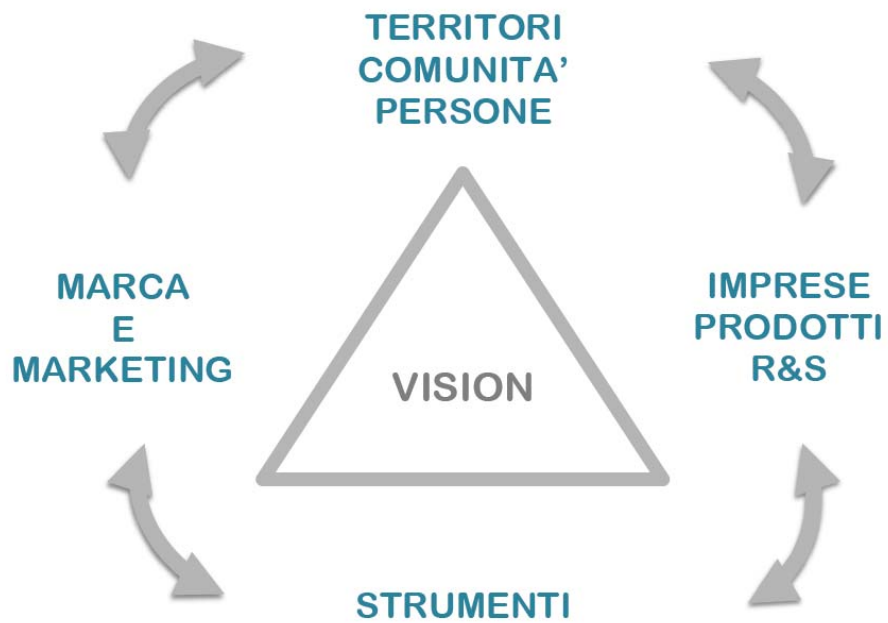 TERRITORI
COMUNITA’
PERSONE
MARCA
E
MARKETING
IMPRESE
PRODOTTI
R&S
VISION
STRUMENTI